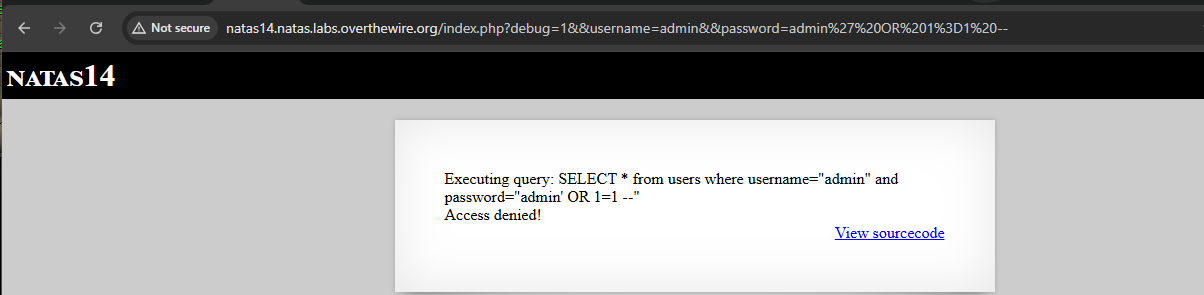 Not secure natas14.natas.labs.overthewire.org/index.php?debug=1&&username=admin&&password=admin%27%20OR%201%3D1%20--
NATAS14
Executing query: SELECT * from users where username="admin" and
password="admin' OR 1=1 --"
Access denied!
View sourcecode